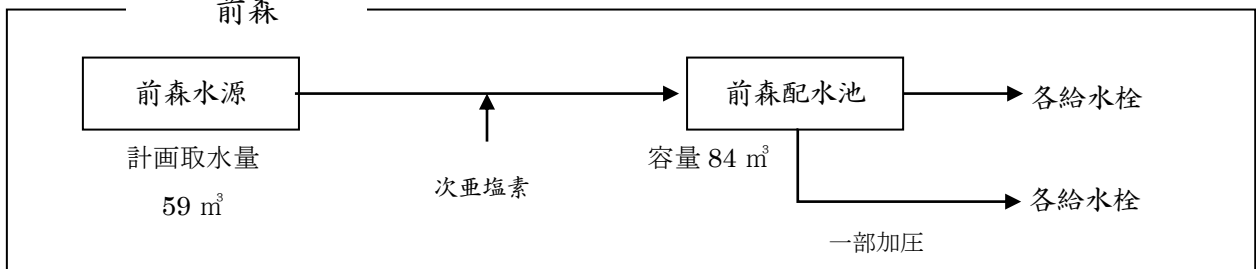 前森
前森水源
前森配水池
各給水栓
計画取水量
59 ㎥
次亜塩素
容量 84 ㎥
各給水栓
一部加圧